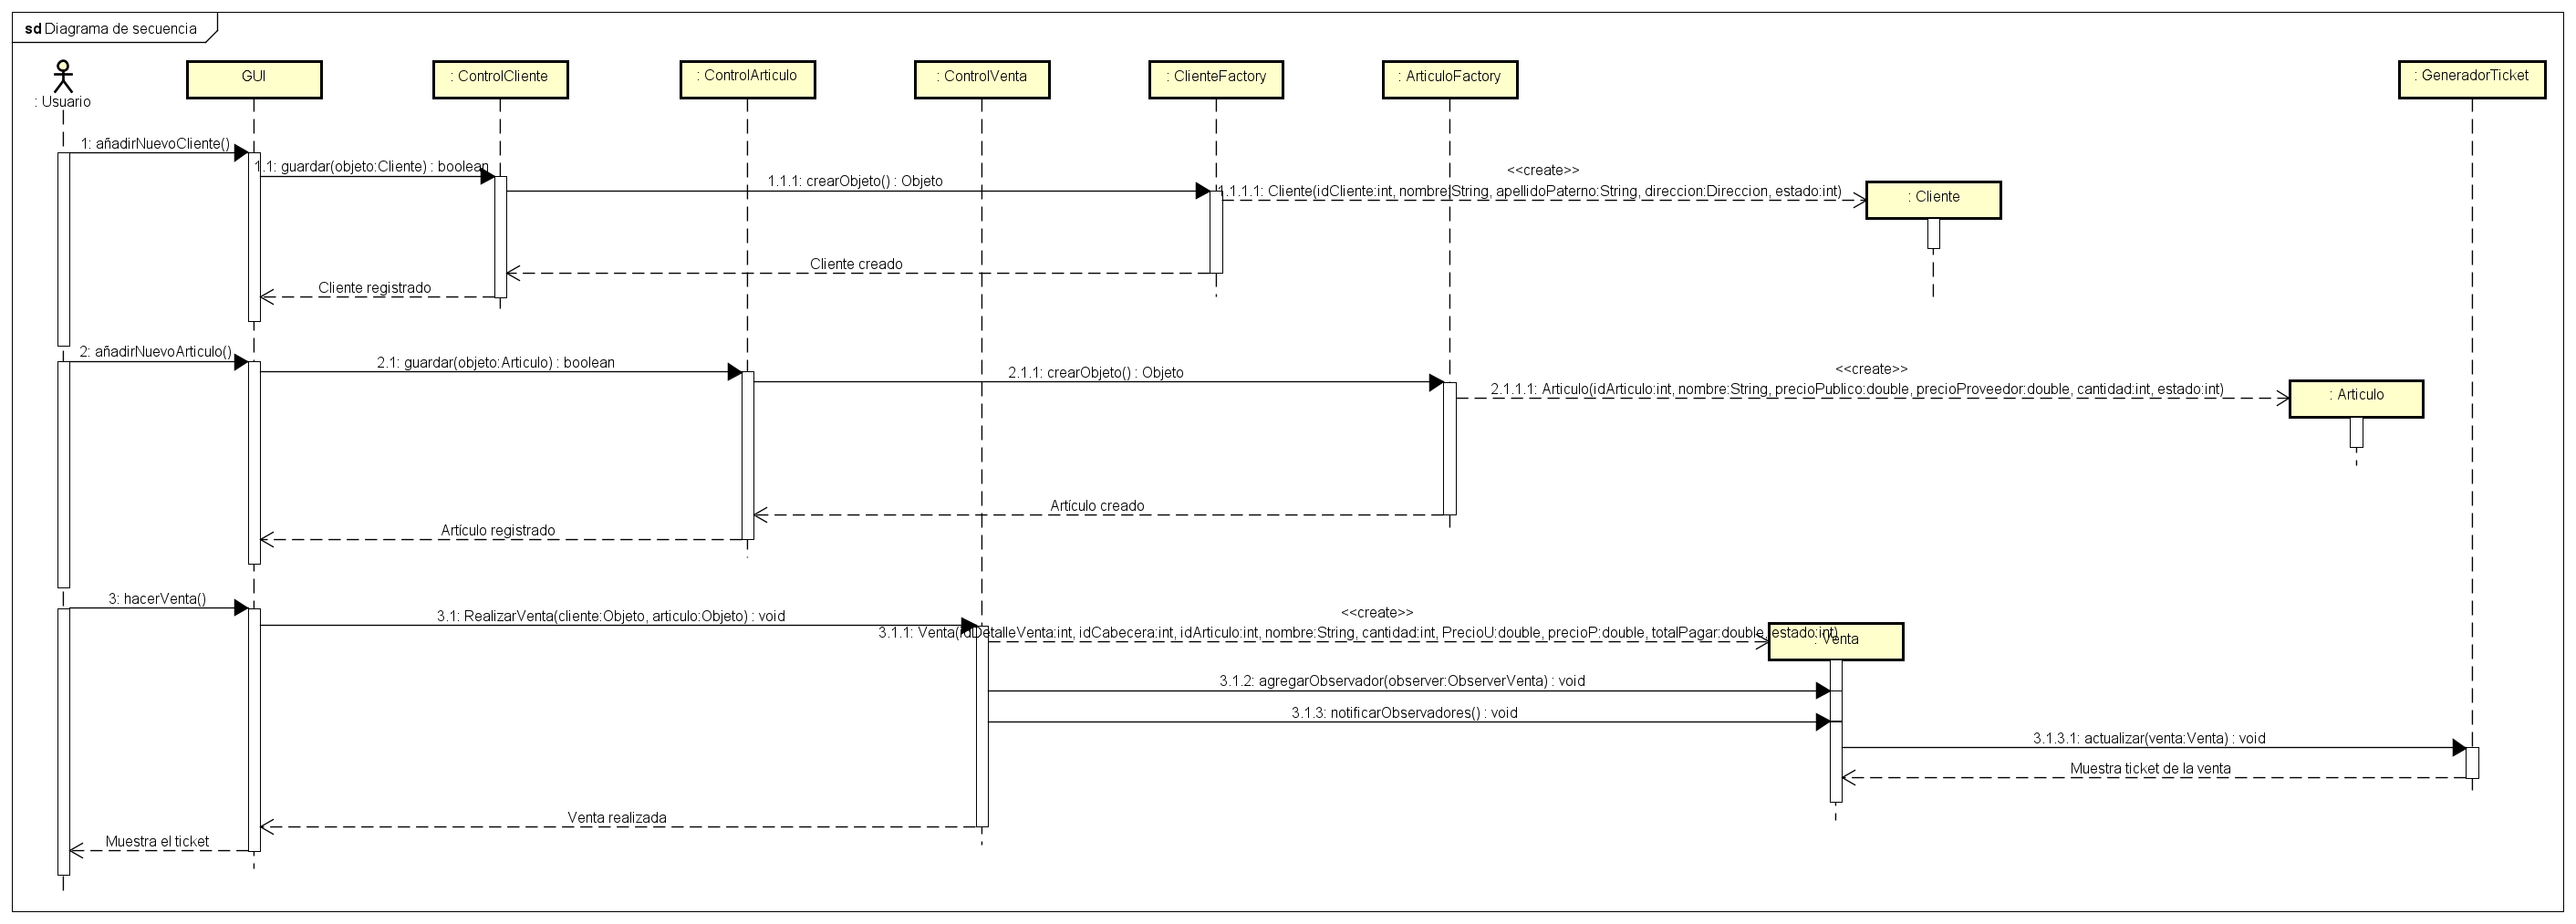 sd Diagrama de secuencia
: Usuario
GUI
: ControlCliente
: ControlArticulo
: ControlVenta
: ClienteFactory
: ArticuloFactory
: GeneradorTicket
1: añadirNuevoCliente()
1.1: guardar(objeto:Cliente) : boolean
1.1.1: crearObjeto() : Objeto
<<create>>
1.1.1.1: Cliente(idCliente:int, nombre:String, apellidoPaterno:String, direccion:Direccion, estado:int)
: Cliente
Cliente creado
Cliente registrado
2: añadirNuevoArticulo()
2.1: guardar(objeto:Articulo) : boolean
2.1.1: crearObjeto() : Objeto
<<create>>
2.1.1.1: Articulo(idArticulo:int, nombre:String, precioPublico:double, precioProveedor:double, cantidad:int, estado:int)
: Articulo
Artículo creado
Artículo registrado
3: hacerVenta()
3.1: RealizarVenta(cliente:Objeto, articulo:Objeto) : void
<<create>>
3.1.1: Venta(idDetalleVenta:int, idCabecera:int, idArticulo:int, nombre:String, cantidad:int, PrecioU:double, precioP:double, totalPagar:double, estado:int)
: Venta
3.1.2: agregarObservador(observer:ObserverVenta) : void
3.1.3: notificarObservadores() : void
3.1.3.1: actualizar(venta:Venta) : void
Muestra ticket de la venta
Venta realizada
Muestra el ticket